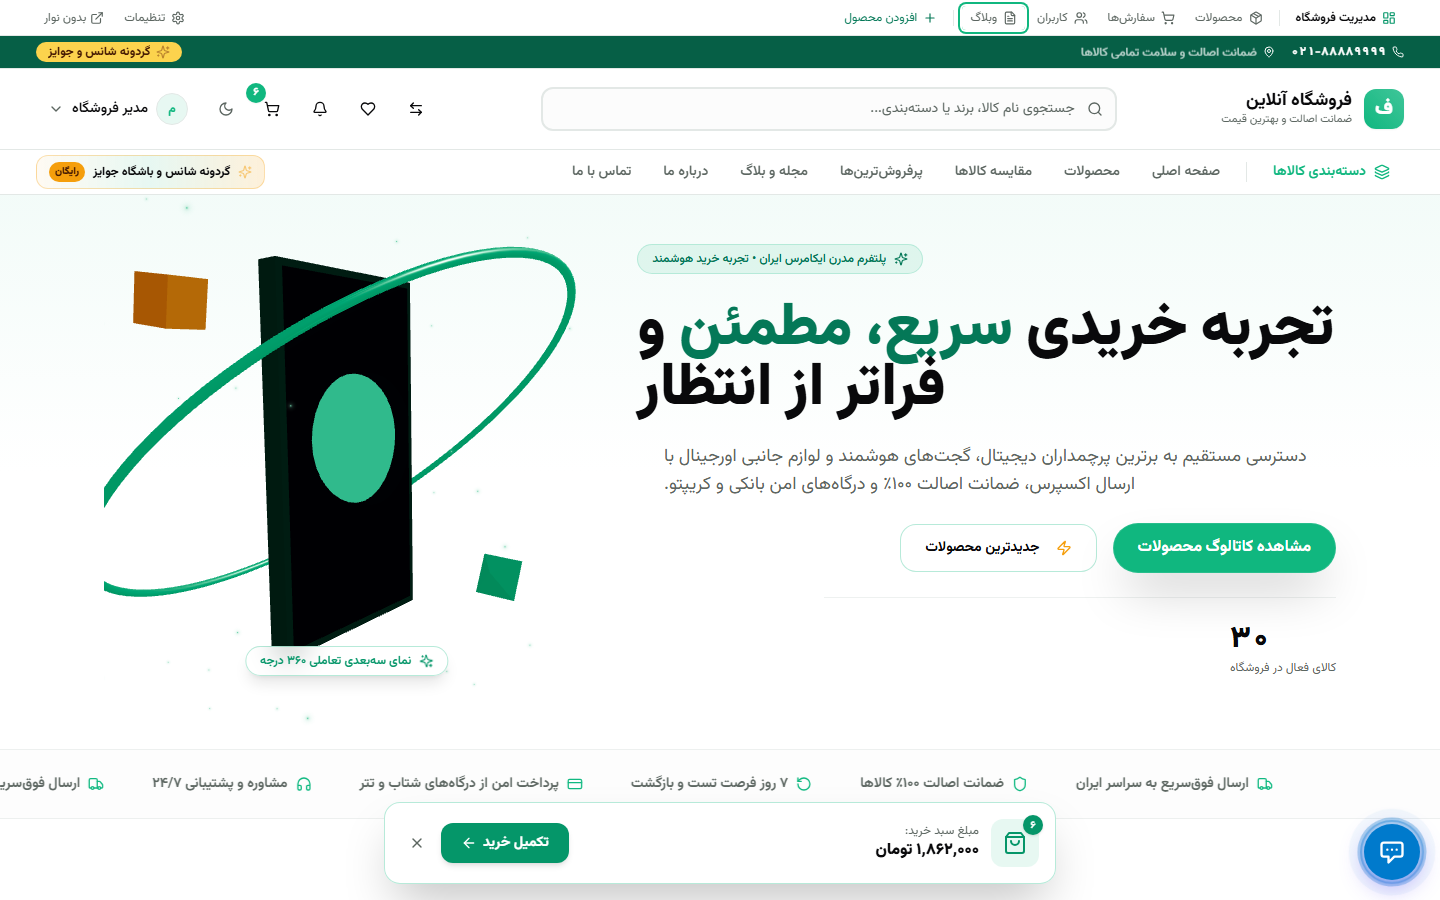 مدیریت فروشگاه
محصولات
سفارش‌ها
کاربران
وبلاگ
افزودن محصول
تنظیمات
بدون نوار
۰۲۱-۸۸۸۸۹۹۹۹
ضمانت اصالت و سلامت تمامی کالاها
گردونه شانس و جوایز
ف
فروشگاه آنلاین
ضمانت اصالت و بهترین قیمت
جستجوی نام کالا، برند یا دسته‌بندی...
۶
م
مدیر فروشگاه
دسته‌بندی کالاها
صفحه اصلی
محصولات
مقایسه کالاها
پرفروش‌ترین‌ها
مجله و بلاگ
درباره ما
تماس با ما
گردونه شانس و باشگاه جوایز
رایگان
پلتفرم مدرن ایکامرس ایران • تجربه خرید هوشمند
تجربه خریدی سریع، مطمئن و
فراتر از انتظار
دسترسی مستقیم به برترین پرچمداران دیجیتال، گجت‌های هوشمند و لوازم جانبی اورجینال با
ارسال اکسپرس، ضمانت اصالت ۱۰۰٪ و درگاه‌های امن بانکی و کریپتو.
مشاهده کاتالوگ محصولات
جدیدترین محصولات
۳۰
کالای فعال در فروشگاه
نمای سه‌بعدی تعاملی ۳۶۰ درجه
ارسال فوق‌سریع به سراسر ایران
ضمانت اصالت ۱۰۰٪ کالاها
۷ روز فرصت تست و بازگشت
پرداخت امن از درگاه‌های شتاب و تتر
مشاوره و پشتیبانی ۲۴/۷
ارسال فوق‌سریع
۶
مبلغ سبد خرید:
۱,۸۶۲,۰۰۰ تومان
تکمیل خرید